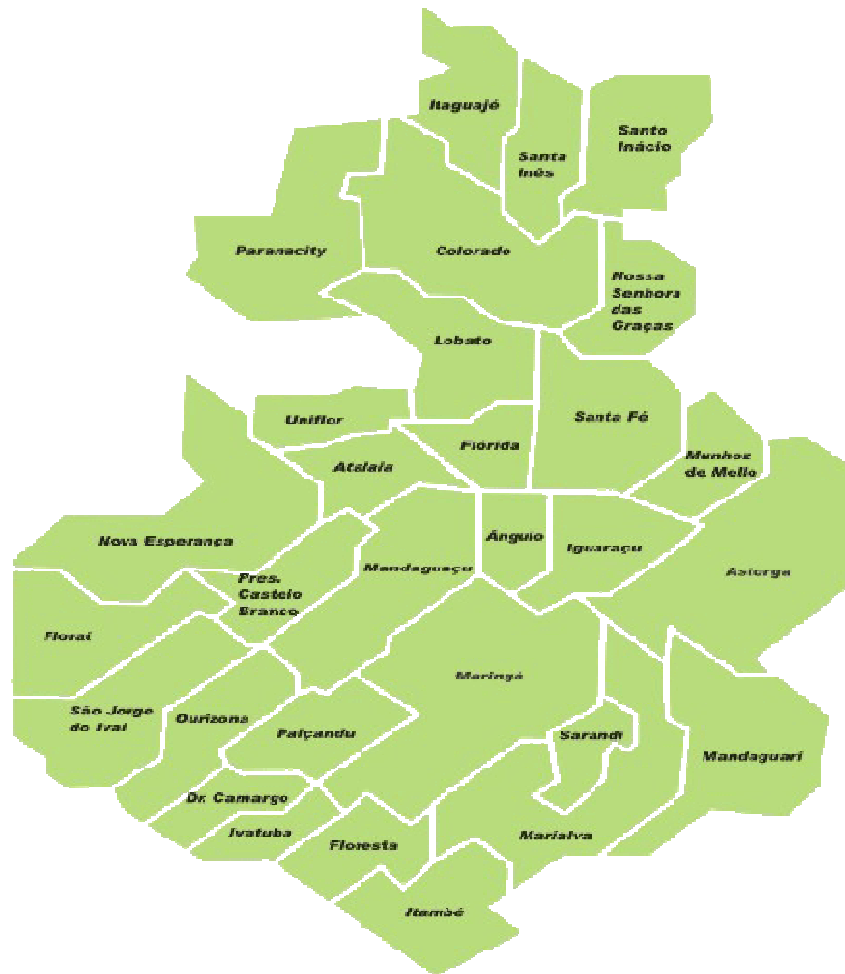 Itaguajé
Santo
Inácio
Santa
Inês
Paranacity
Colorado
Nossa
Senhora
das
Graças
Lobato
Uniflor
Santa Fé
Flórida
Munhoz
de Mello
Atalaia
Nova Esperança
Ângulo
Iguaraçu
Mandaguaçu
Astorga
Pres.
Castelo
Branco
Floraí
Maringá
São Jorge
do Ivaí
Ourizona
Paiçandu
Sarandi
Mandaguari
Dr. Camargo
Ivatuba
Floresta
Marialva
Itambé